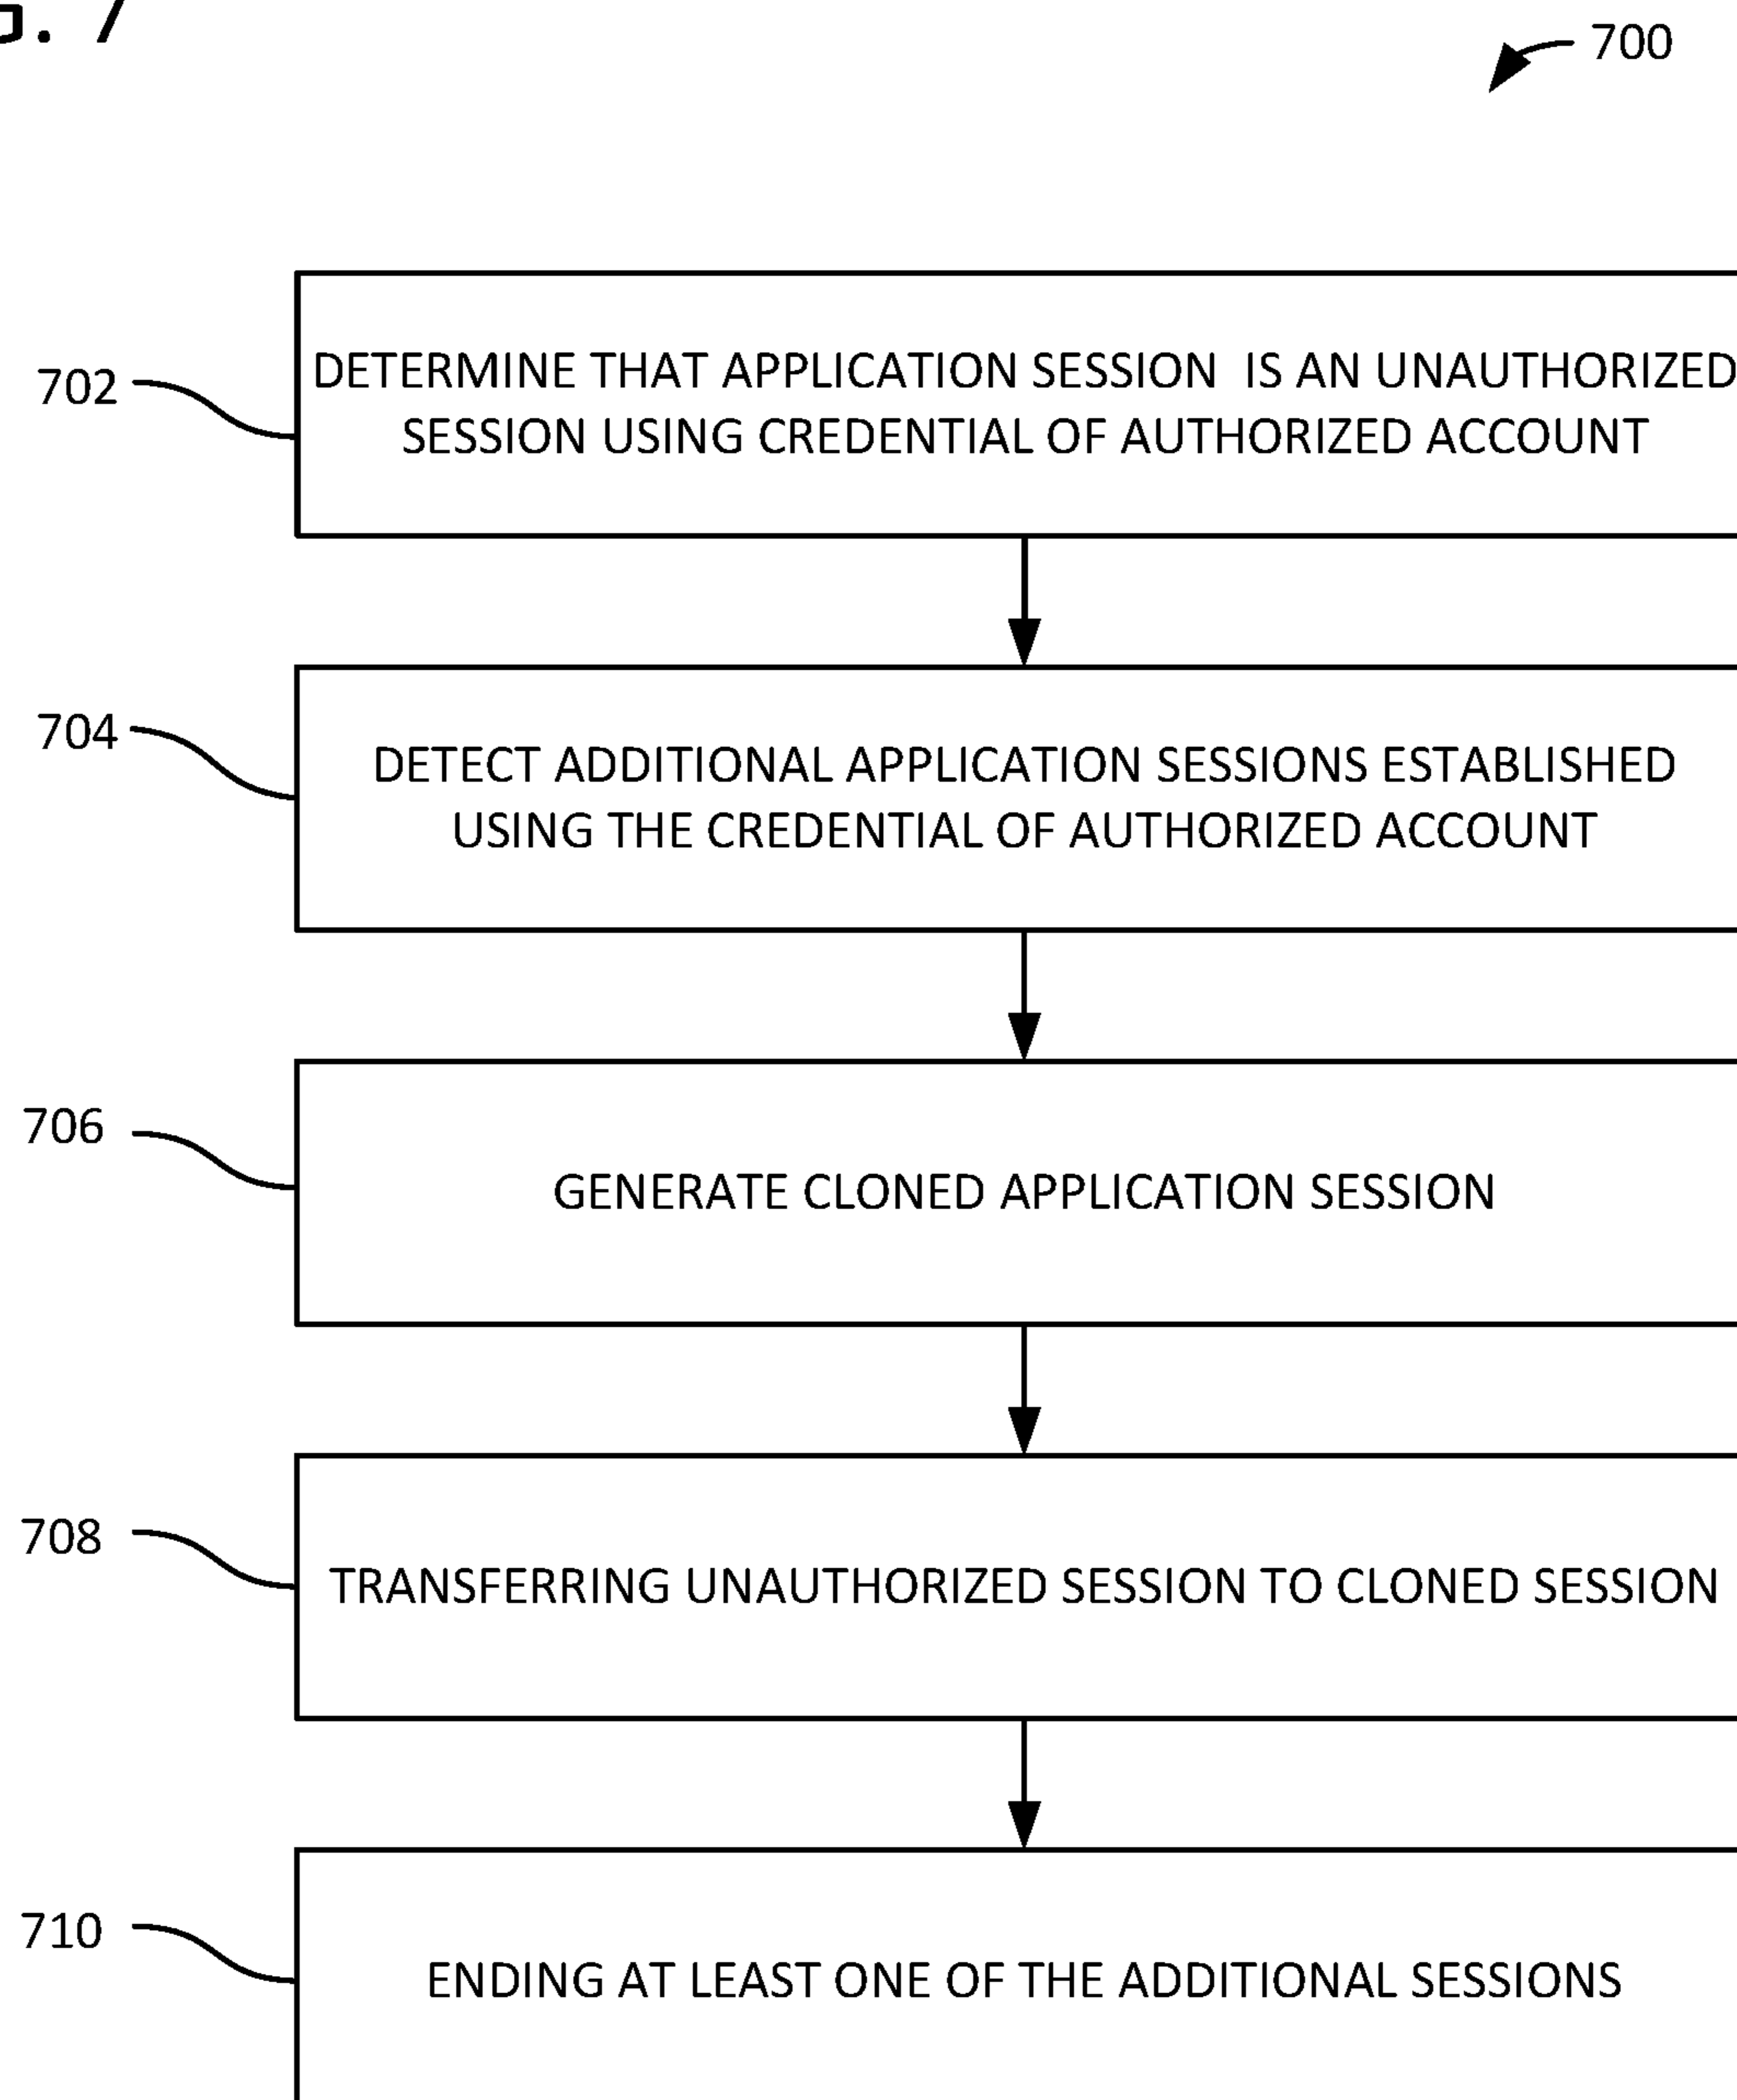 G. 7
700
702
DETERMINE THAT APPLICATION SESSION  IS AN UNAUTHORIZED
SESSION USING CREDENTIAL OF AUTHORIZED ACCOUNT
704
DETECT ADDITIONAL APPLICATION SESSIONS ESTABLISHED
USING THE CREDENTIAL OF AUTHORIZED ACCOUNT
706
GENERATE CLONED APPLICATION SESSION
708
TRANSFERRING UNAUTHORIZED SESSION TO CLONED SESSION
710
ENDING AT LEAST ONE OF THE ADDITIONAL SESSIONS